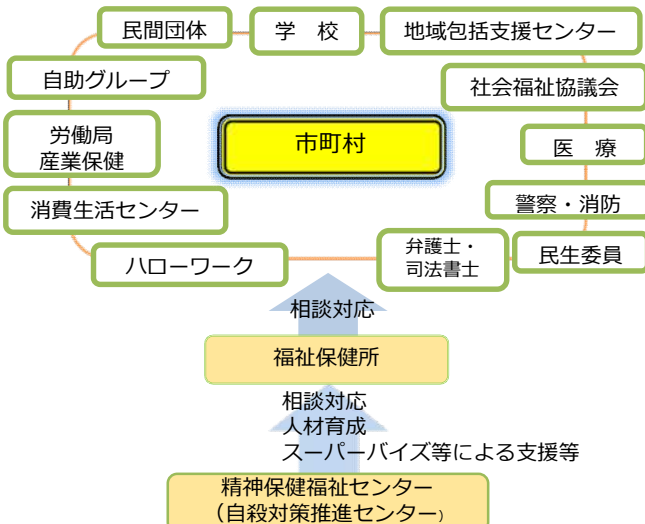 民間団体
学　校
地域包括支援センター
自助グループ
社会福祉協議会
市町村
労働局
産業保健
医　療
消費生活センター
警察・消防
ハローワーク
弁護士・
司法書士
民生委員
相談対応
福祉保健所
相談対応
人材育成
スーパーバイズ等による支援等
精神保健福祉センター
（自殺対策推進センター）